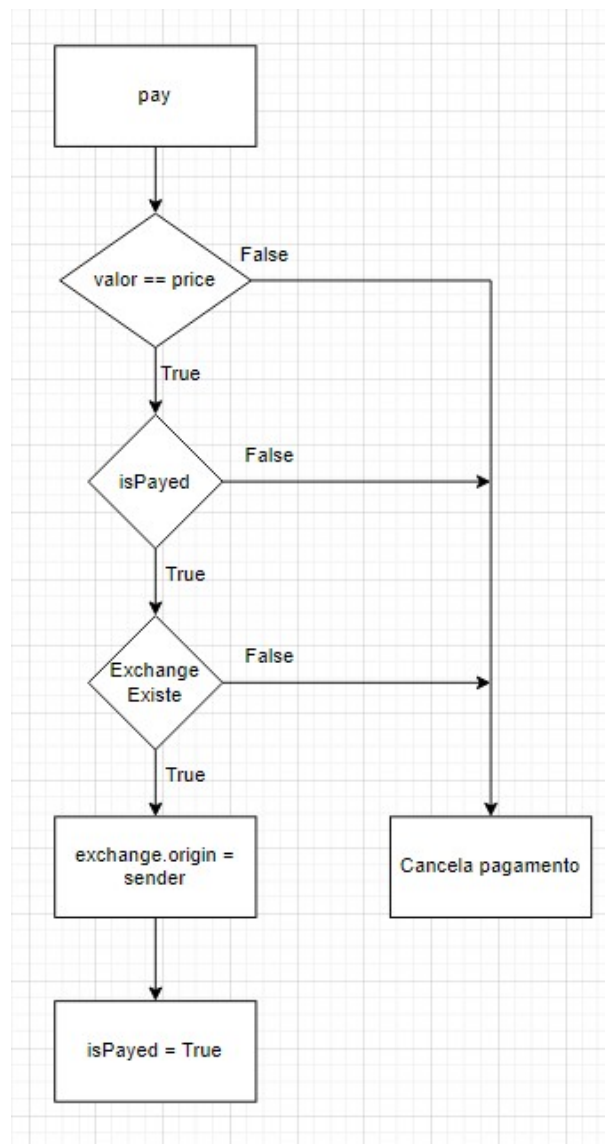 pay
False
valor == price
True
False
isPayed
True
False
Exchange
Existe
True
exchange.origin =
sender
Cancela pagamento
isPayed = True